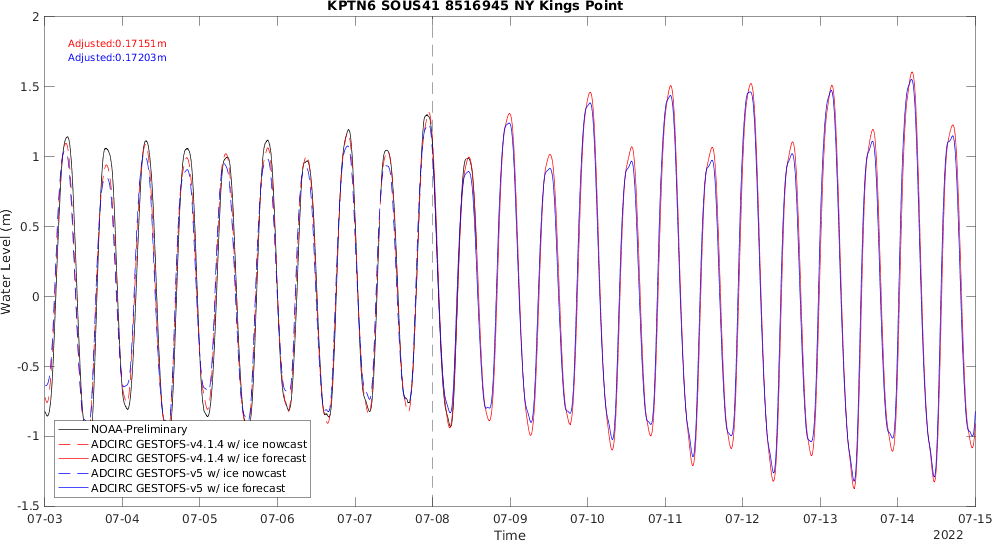 KPTN6 SOUS41 8516945 NY Kings Point
2
Adjusted:0.17151m
Adjusted:0.17203m
1.5
1
0.5
0
-0.5
-1
-1.5
Water Level (m)
NOAA-Preliminary
ADCIRC GESTOFS-v4.1.4 w/ ice nowcast
ADCIRC GESTOFS-v4.1.4 w/ ice forecast
ADCIRC GESTOFS-v5 w/ ice nowcast
ADCIRC GESTOFS-v5 w/ ice forecast
07-03 07-04 07-05 07-06 07-07 07-08 07-09 07-10 07-11 07-12 07-13 07-14 07-15
Time
2022